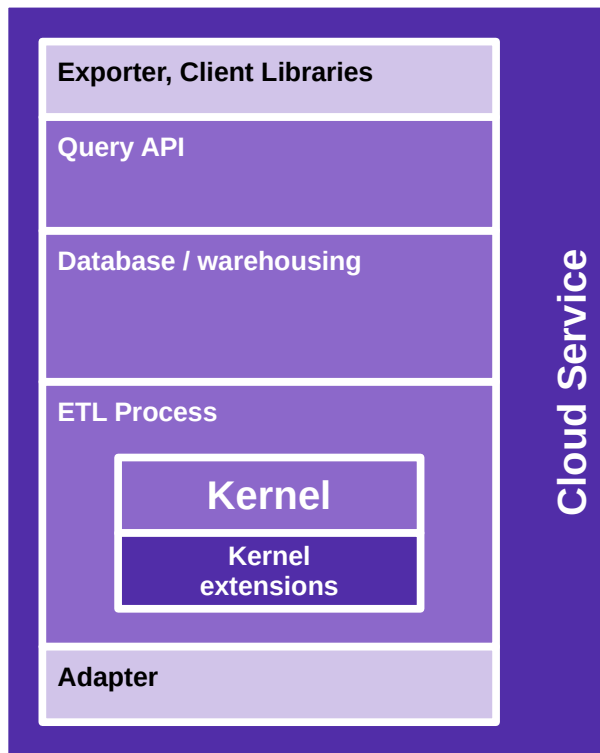 Exporter, Client Libraries
Query API
Database / warehousing
ETL Process
Kernel
Kernel
extensions
Adapter
Cloud Service